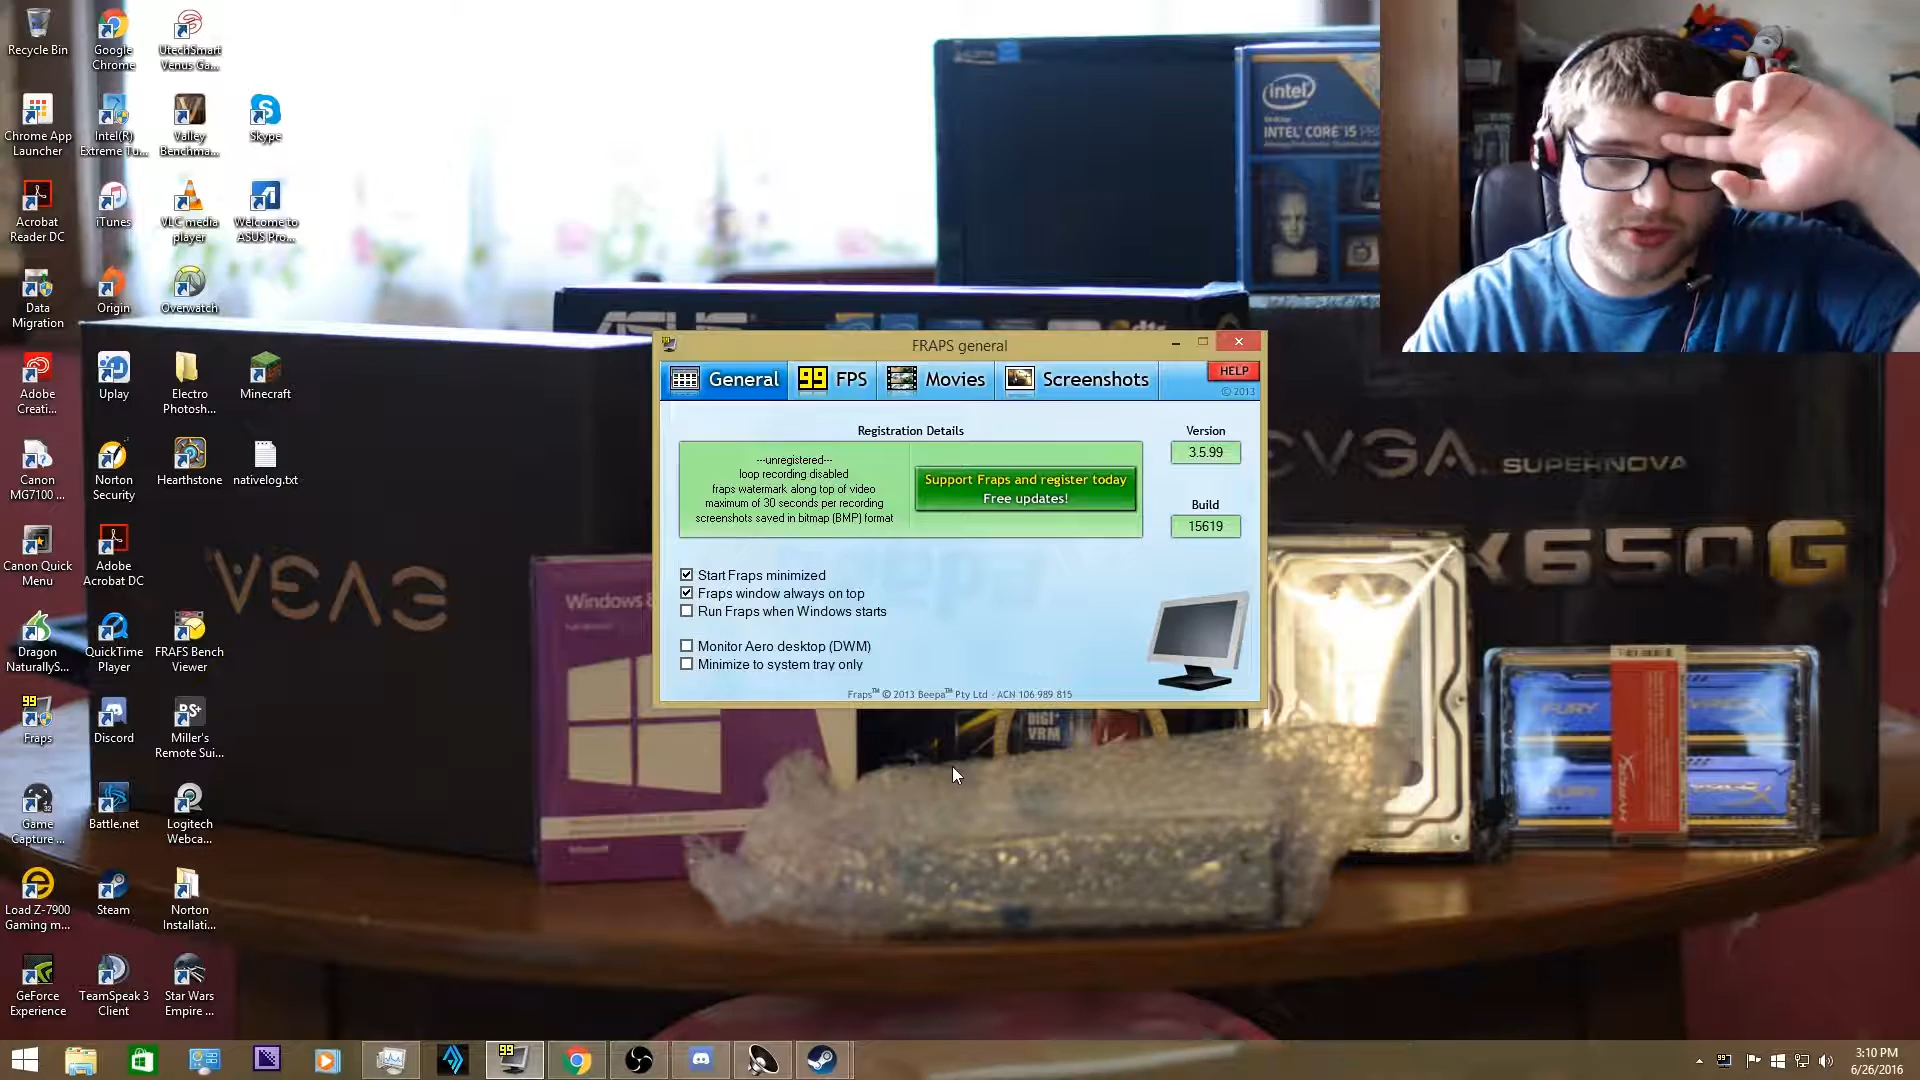 Recycle Bin
Google Chrome
UtechSmart Venus Ga...
Chrome App Launcher
Intel(R) Extreme Tu...
Valley Benchma...
Skype
Acrobat Reader DC
iTunes
VLC media player
Welcome to ASUS Pro...
Data Migration
Origin
Overwatch
Adobe Creati...
Uplay
Electro Photosh...
Minecraft
Canon MG7100 ...
Norton Security
Hearthstone
nativelog.txt
Canon Quick Menu
Adobe Acrobat DC
Dragon NaturallyS...
QuickTime Player
FRAFS Bench Viewer
Fraps
Discord
Miller's Remote Sui...
Game Capture ...
Battle.net
Logitech Webca...
Load Z-7900 Gaming m...
Steam
Norton Installati...
GeForce Experience
TeamSpeak 3 Client
Star Wars Empire ...
intel
INTEL CORE i5
ASUS
FRAPS general
General
99 FPS
Movies
Screenshots
HELP
© 2013
Registration Details
---unregistered---
loop recording disabled
fraps watermark along top of video
maximum of 30 seconds per recording
screenshots saved in bitmap (BMP) format
Support Fraps and register today
Free updates!
Version
3.5.99
Build
15619
Start Fraps minimized
Fraps window always on top
Run Fraps when Windows starts
Monitor Aero desktop (DWM)
Minimize to system tray only
Fraps™ © 2013 Beepa™ Pty Ltd - ACN 106 989 815
EVGA
Windows 8
DIGI+
VRM
SUPERNOVA
X650G
FURY
FURY
HYPERX
3:10 PM
6/26/2016